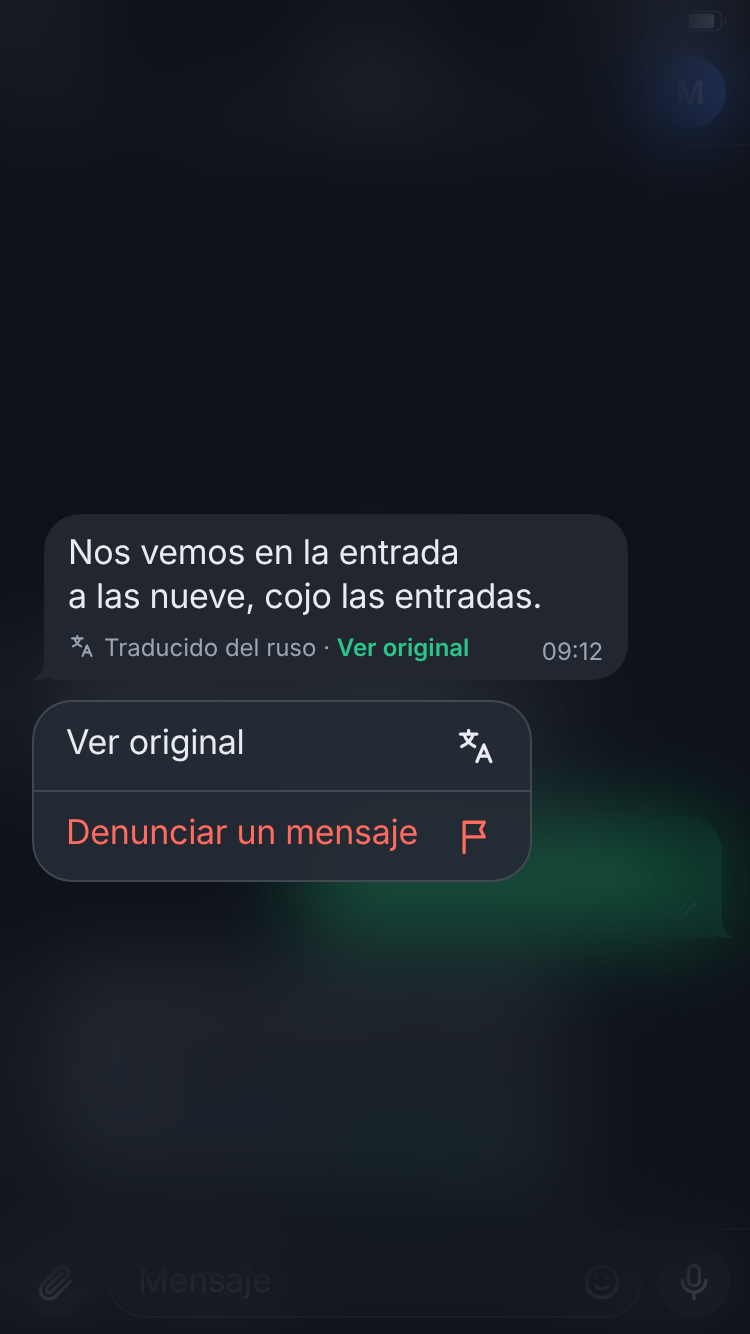 M
Nos vemos en la entrada
a las nueve, cojo las entradas.
Traducido del ruso · Ver original 09:12
Ver original
Denunciar un mensaje
Mensaje